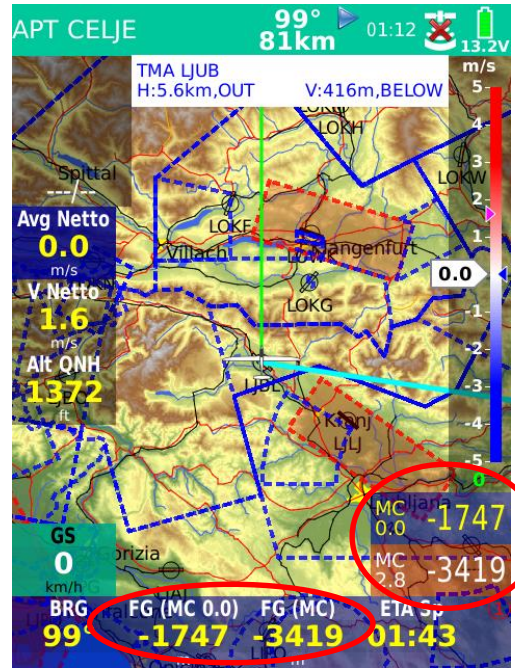 APT CELJE
99°
81km
01:12
13.2V
m/s
TMA LJUB
H:5.6km,OUT V:416m,BELOW
5
LOKH
4
3
LOKW
2
Spittal
--/--
Avg Netto
0.0
m/s
LOKF
1
Villach
0.0
V Netto
1.6
m/s
LOKG
-1
-2
Alt QNH
1372
ft
LJBL
-3
Kranj
LJLJ
-4
-5
0
MC 0.0 -1747
MC 2.8 -3419
GS
0
km/h
BRG FG (MC 0.0) FG (MC) ETA Sp
99° -1747 -3419 01:43
m